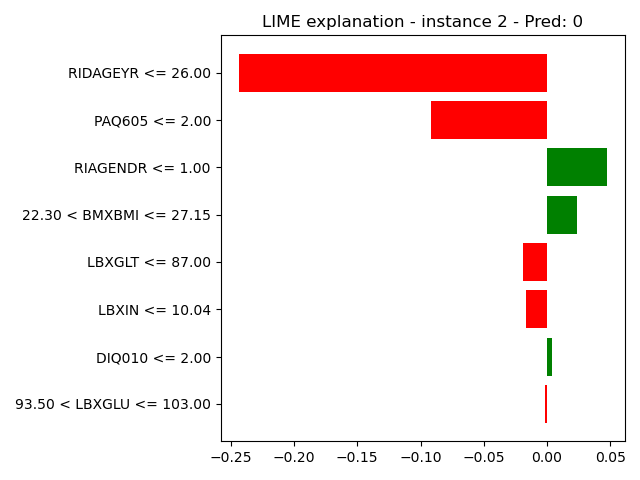 LIME explanation - instance 2 - Pred: 0
RIDAGEYR <= 26.00
PAQ605 <= 2.00
RIAGENDR <= 1.00
22.30 < BMXBMI <= 27.15
LBXGLT <= 87.00
LBXIN <= 10.04
DIQ010 <= 2.00
93.50 < LBXGLU <= 103.00
−0.25 −0.20 −0.15 −0.10 −0.05 0.00 0.05